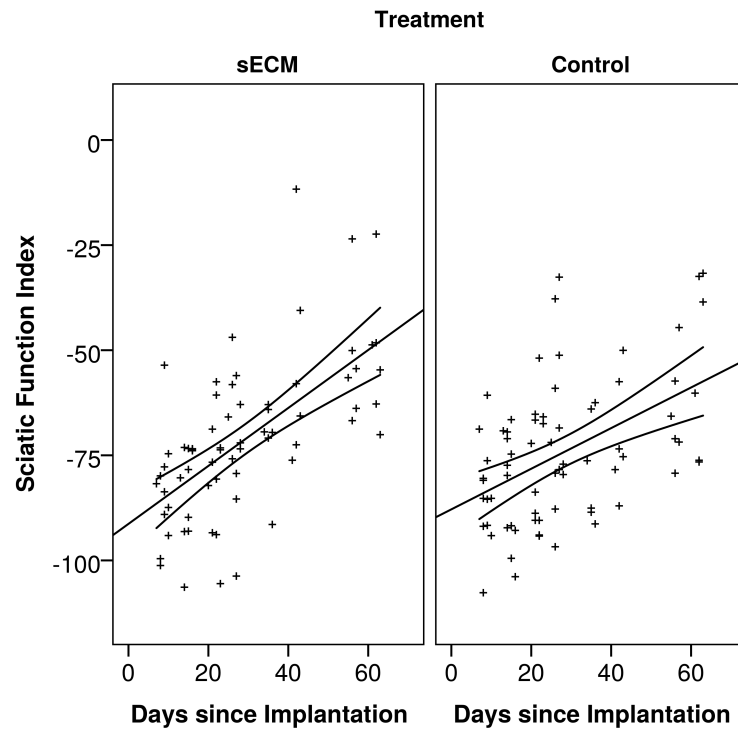 Treatment
sECM Control
Sciatic Function Index
0
-25
-50
-75
-100
0 20 40 60 0 20 40 60
Days since Implantation Days since Implantation